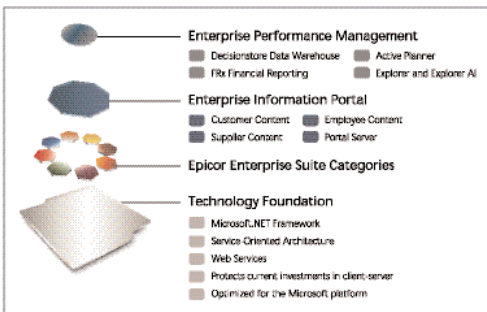 Enterprise Performance Management
Decisionstore Data Warehouse
Active Planner
FRx Financial Reporting
Explorer and Explorer AI
Enterprise Information Portal
Customer Content
Employee Content
Supplier Content
Portal Server
Epicor Enterprise Suite Categories
Technology Foundation
Microsoft.NET Framework
Service-Oriented Architecture
Web Services
Protects current investments in client-server
Optimized for the Microsoft platform